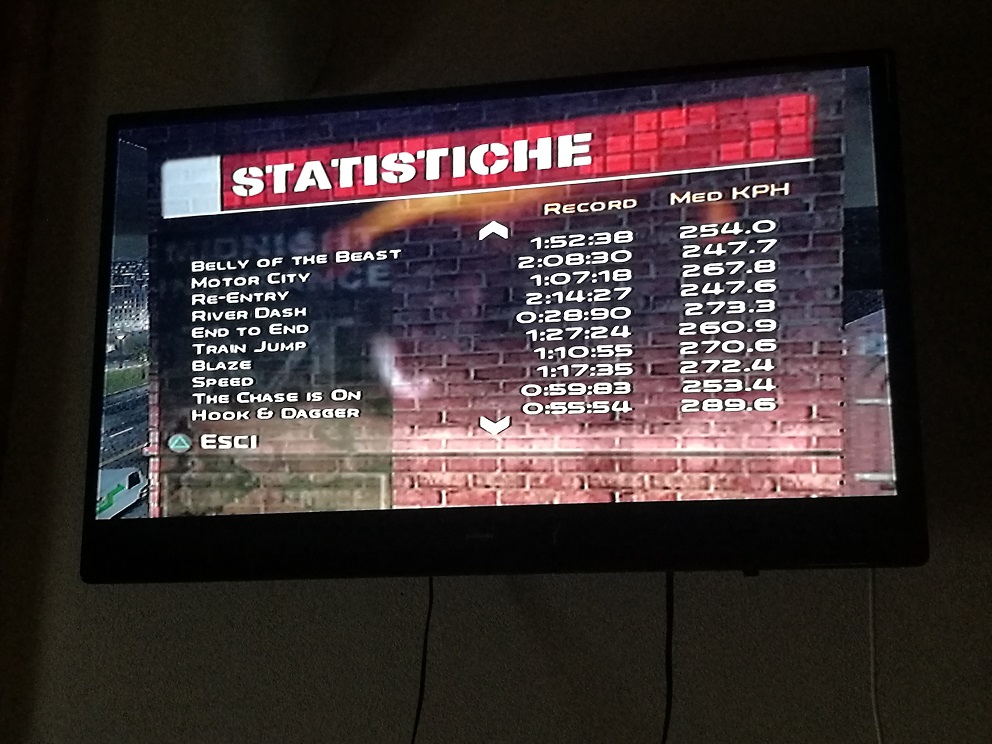 STATISTICHE
RECORD MED KPH
BELLY OF THE BEAST 1:52:38 254.0
MOTOR CITY 2:08:30 247.7
RE-ENTRY 1:07:18 267.8
RIVER DASH 2:14:27 247.6
END TO END 0:28:90 273.3
TRAIN JUMP 1:27:24 260.9
BLAZE 1:10:55 270.6
SPEED 1:17:35 272.4
THE CHASE IS ON 0:59:83 253.4
HOOK & DAGGER 0:55:54 289.6
ESCI